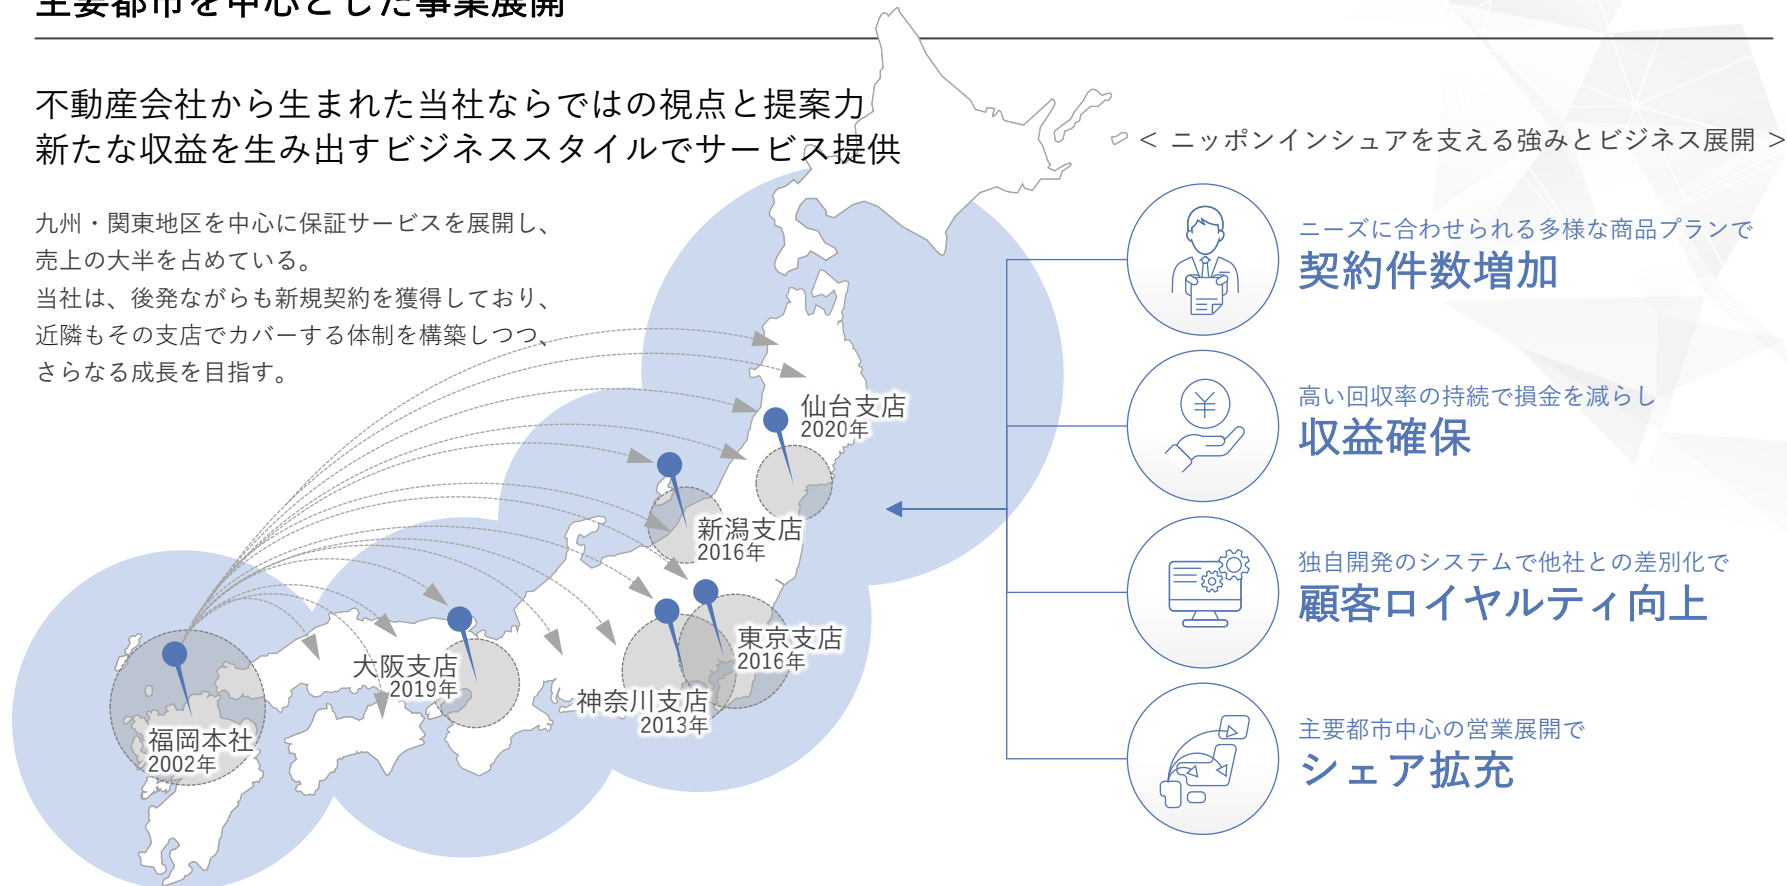 主要都市を中心とした事業展開
不動産会社から生まれた当社ならではの視点と提案力
新たな収益を生み出すビジネススタイルでサービス提供
九州・関東地区を中心に保証サービスを展開し、
売上の大半を占めている。
当社は、後発ながらも新規契約を獲得しており、
近隣もその支店でカバーする体制を構築しつつ、
さらなる成長を目指す。
仙台支店
2020年
新潟支店
2016年
東京支店
2016年
大阪支店
2019年
神奈川支店
2013年
福岡本社
2002年
< ニッポンインシュアを支える強みとビジネス展開 >
ニーズに合わせられる多様な商品プランで
契約件数増加
高い回収率の持続で損金を減らし
収益確保
独自開発のシステムで他社との差別化で
顧客ロイヤルティ向上
主要都市中心の営業展開で
シェア拡充